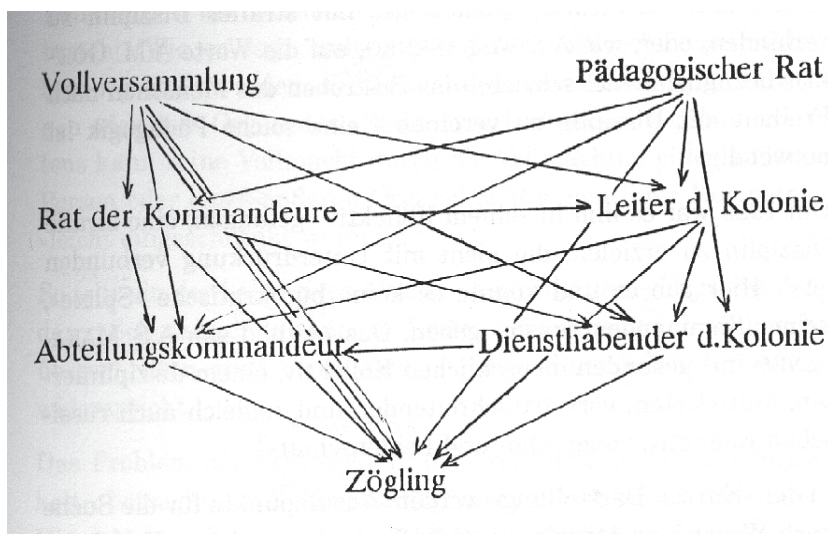 Vollversammlung Pädagogischer Rat
Rat der Kommandeure Leiter d. Kolonie
Abteilungskommandeur Diensthabender d.Kolonie
Zögling